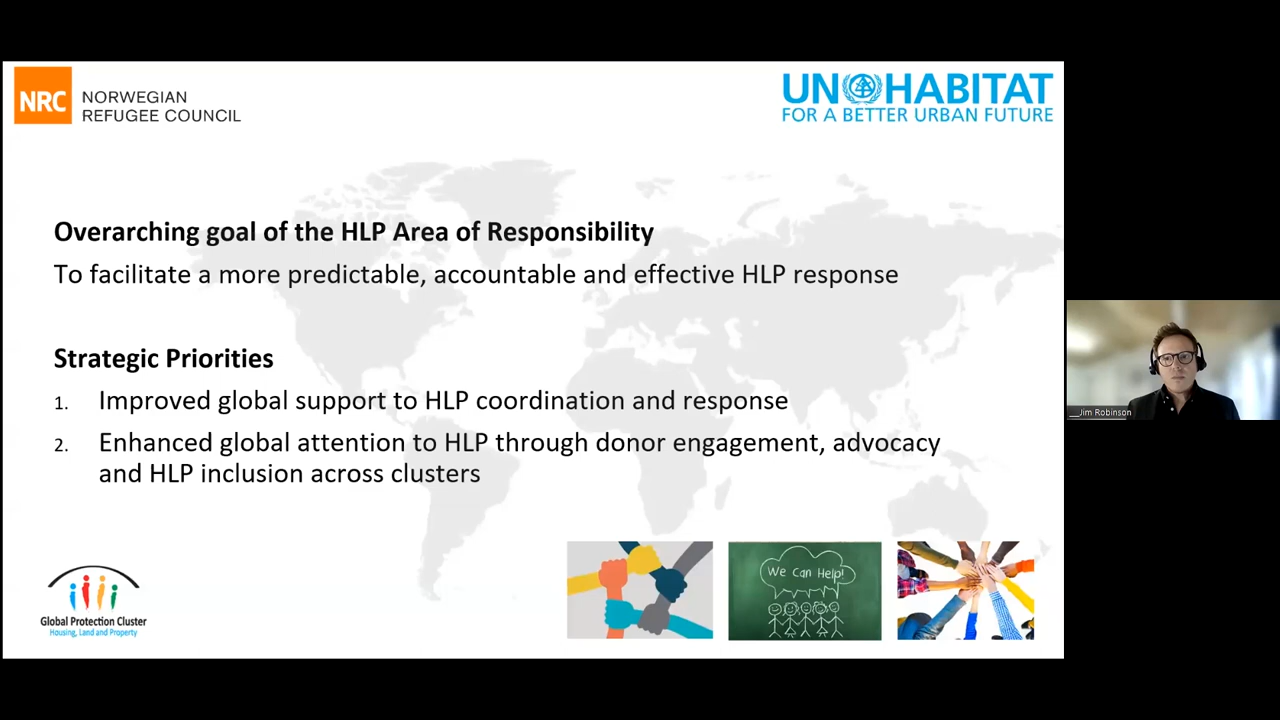 NRC
NORWEGIAN
REFUGEE COUNCIL
UN HABITAT
FOR A BETTER URBAN FUTURE
Overarching goal of the HLP Area of Responsibility
To facilitate a more predictable, accountable and effective HLP response
Strategic Priorities
1. Improved global support to HLP coordination and response
2. Enhanced global attention to HLP through donor engagement, advocacy
and HLP inclusion across clusters
Global Protection Cluster
Housing, Land and Property
We Can Help!
__Jim Robinson